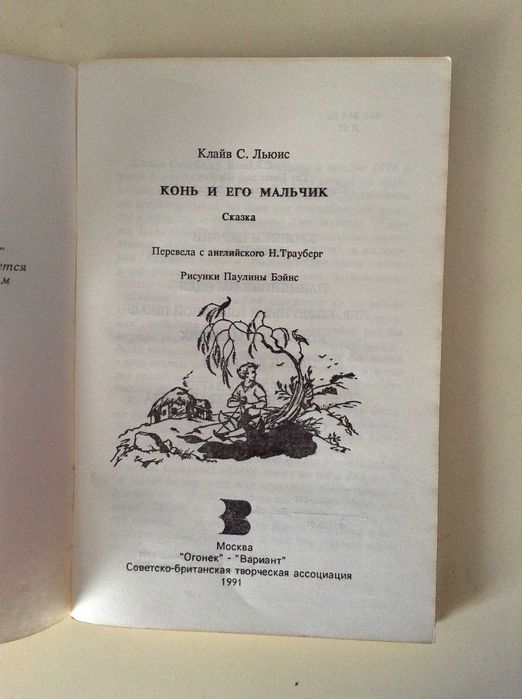 "
ется
м
Клайв С. Льюис
КОНЬ И ЕГО МАЛЬЧИК
Сказка
Перевела с английского Н.Трауберг
Рисунки Паулины Бэйнс
В
Москва
"Огонек" - "Вариант"
Советско-британская творческая ассоциация
1991